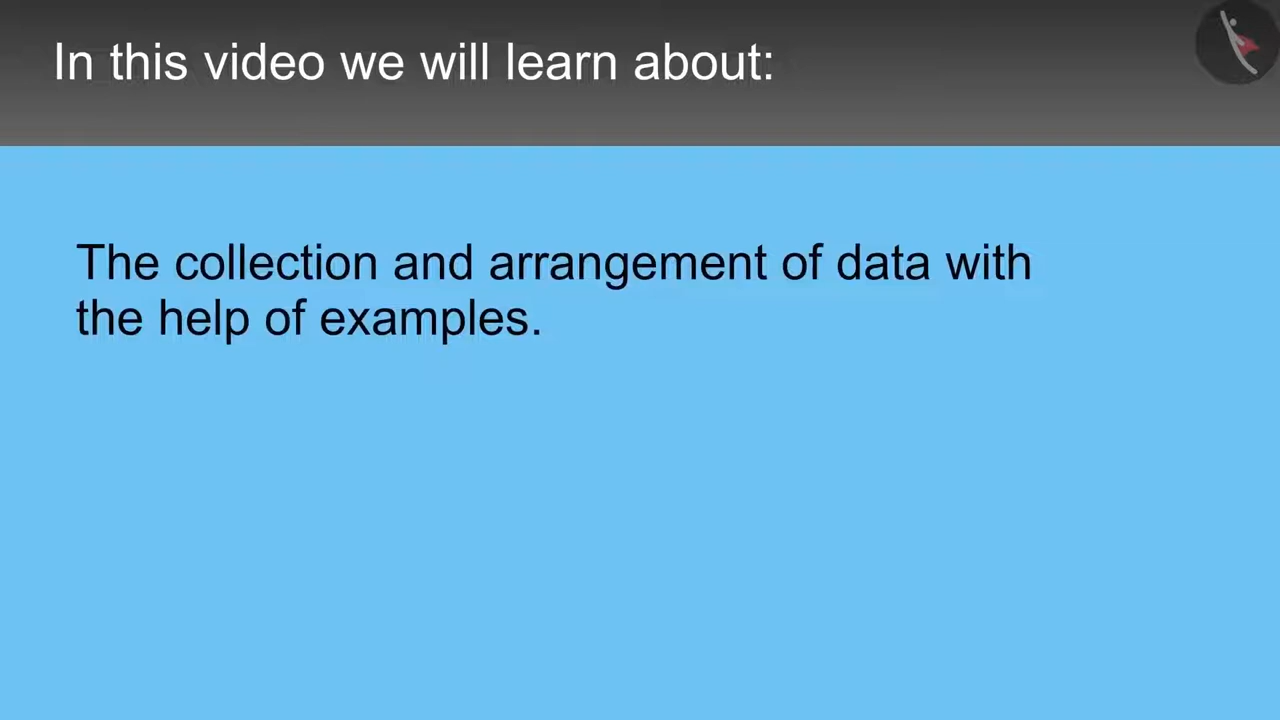 In this video we will learn about:
The collection and arrangement of data with
the help of examples.